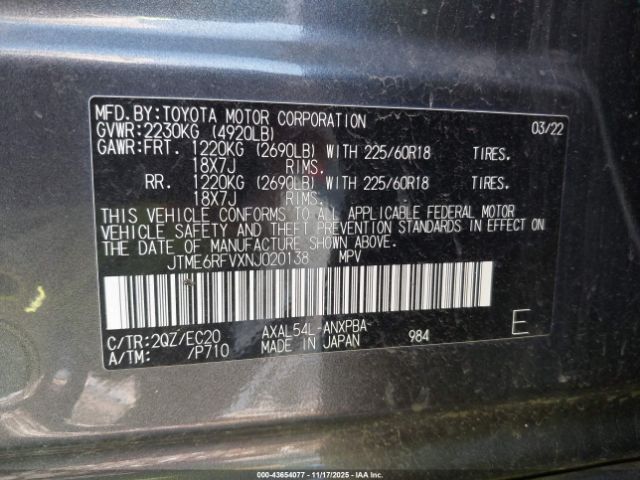 MFD.BY:TOYOTA MOTOR CORPORATION 03/22
GVWR:2230KG (4920LB)
GAWR:FRT. 1220KG (2690LB) WITH 225/60R18 TIRES.
18X7J RIMS.
RR. 1220KG (2690LB) WITH 225/60R18 TIRES.
18X7J RIMS.
THIS VEHICLE CONFORMS TO ALL APPLICABLE FEDERAL MOTOR
VEHICLE SAFETY AND THEFT PREVENTION STANDARDS IN EFFECT ON
THE DATE OF MANUFACTURE SHOWN ABOVE.
JTME6RFVXNJ020138 MPV
C/TR:2QZ/EC20 AXAL54L-ANXPBA- 984 E
A/TM: /P710 MADE IN JAPAN
000-43654077 - 11/17/2025 - IAA Inc.